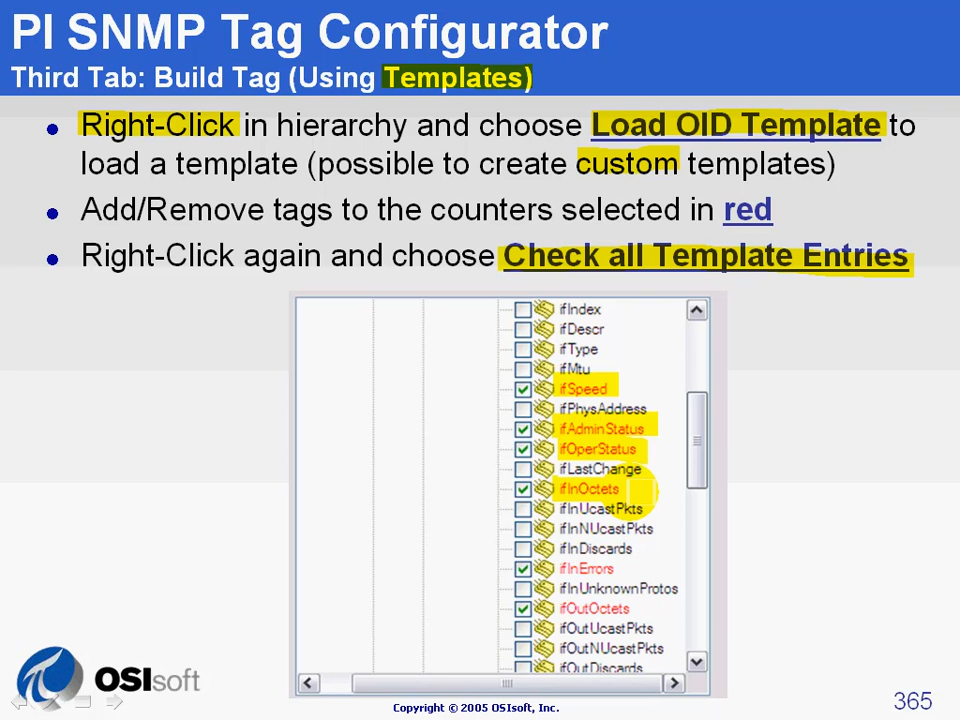 PI SNMP Tag Configurator
Third Tab: Build Tag (Using Templates)
Right-Click in hierarchy and choose Load OID Template to
load a template (possible to create custom templates)
Add/Remove tags to the counters selected in red
Right-Click again and choose Check all Template Entries
ifIndex
ifDescr
ifType
ifMtu
ifSpeed
ifPhysAddress
ifAdminStatus
ifOperStatus
ifLastChange
ifInOctets
ifInUcastPkts
ifInNUcastPkts
ifInDiscards
ifInErrors
ifInUnknownProtos
ifOutOctets
ifOutUcastPkts
ifOutNUcastPkts
ifOutDiscards
OSIsoft
Copyright © 2005 OSIsoft, Inc.
365